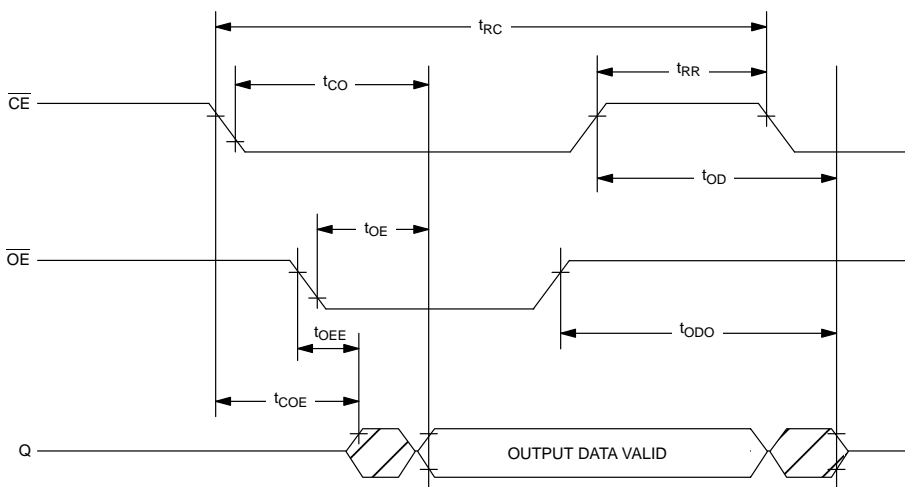 tRC
tCO
tRR
CE
tOD
tOE
OE
tOEE
tODO
tCOE
Q
OUTPUT DATA VALID